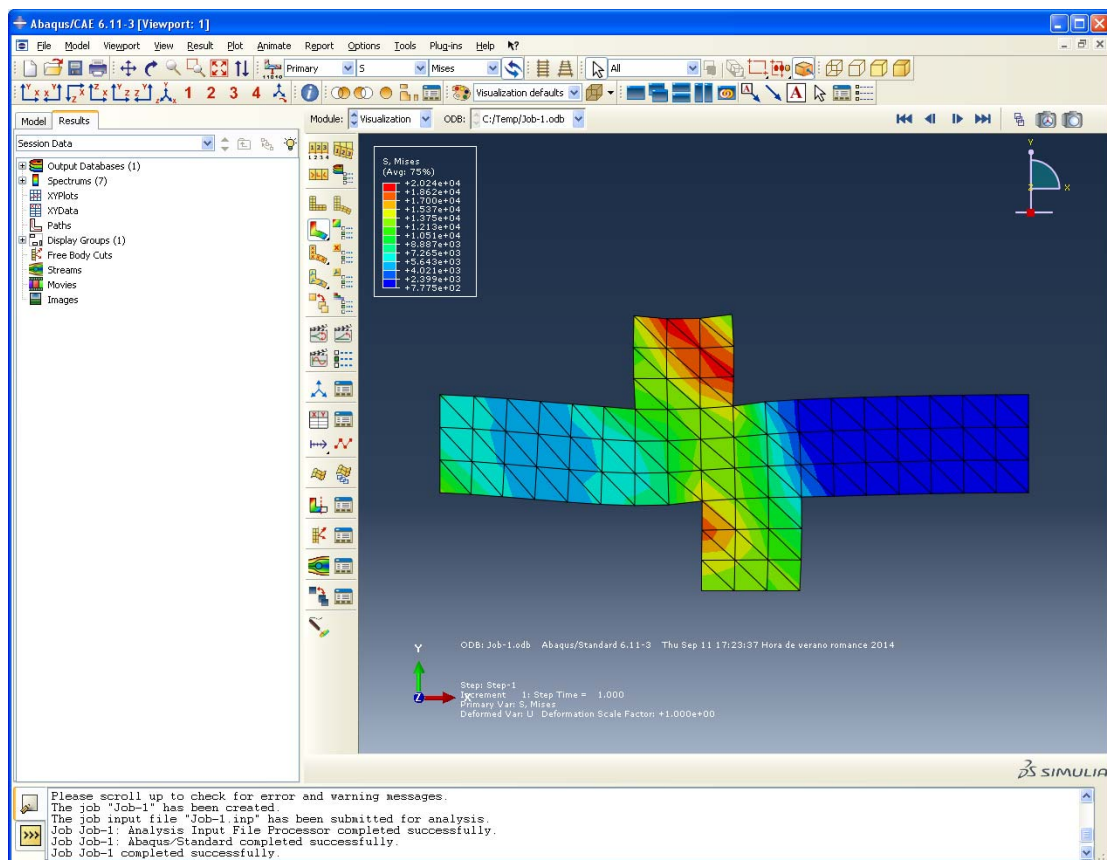 Abaqus/CAE 6.11-3 [Viewport: 1]
File Model Viewport View Result Plot Animate Report Options Tools Plug-ins Help
Primary S Mises All
1 2 3 4 Visualization defaults
Model Results Module: Visualization ODB: C:/Temp/Job-1.odb
Session Data
Output Databases (1)
Spectrums (7)
XYPlots
XYData
Paths
Display Groups (1)
Free Body Cuts
Streams
Movies
Images
S, Mises
(Avg: 75%)
+2.024e+04
+1.862e+04
+1.700e+04
+1.537e+04
+1.375e+04
+1.213e+04
+1.051e+04
+8.887e+03
+7.265e+03
+5.643e+03
+4.021e+03
+2.399e+03
+7.775e+02
Y
Z X
Y
Z X
ODB: Job-1.odb Abaqus/Standard 6.11-3 Thu Sep 11 17:23:37 Hora de verano romance 2014
Step: Step-1
Increment 1: Step Time = 1.000
Primary Var: S, Mises
Deformed Var: U Deformation Scale Factor: +1.000e+00
SIMULIA
Please scroll up to check for error and warning messages.
The job "Job-1" has been created.
The job input file "Job-1.inp" has been submitted for analysis.
Job Job-1: Analysis Input File Processor completed successfully.
Job Job-1: Abaqus/Standard completed successfully.
Job Job-1 completed successfully.